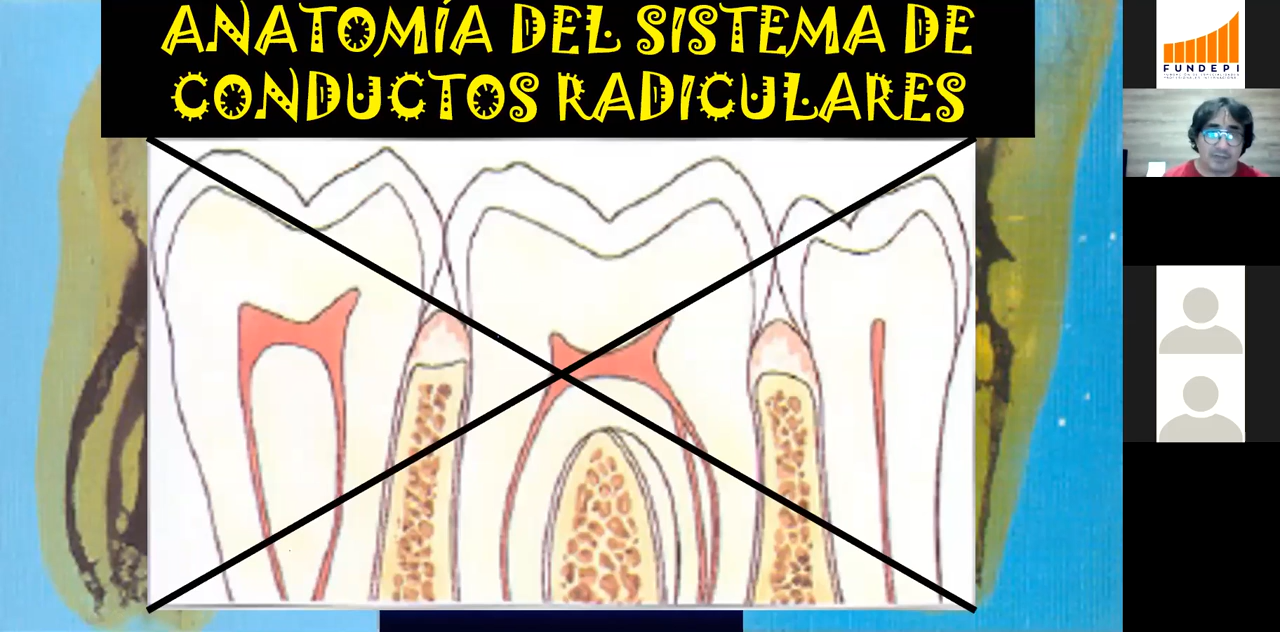 ANATOMÍA DEL SISTEMA DE
CONDUCTOS RADICULARES
FUNDEPI